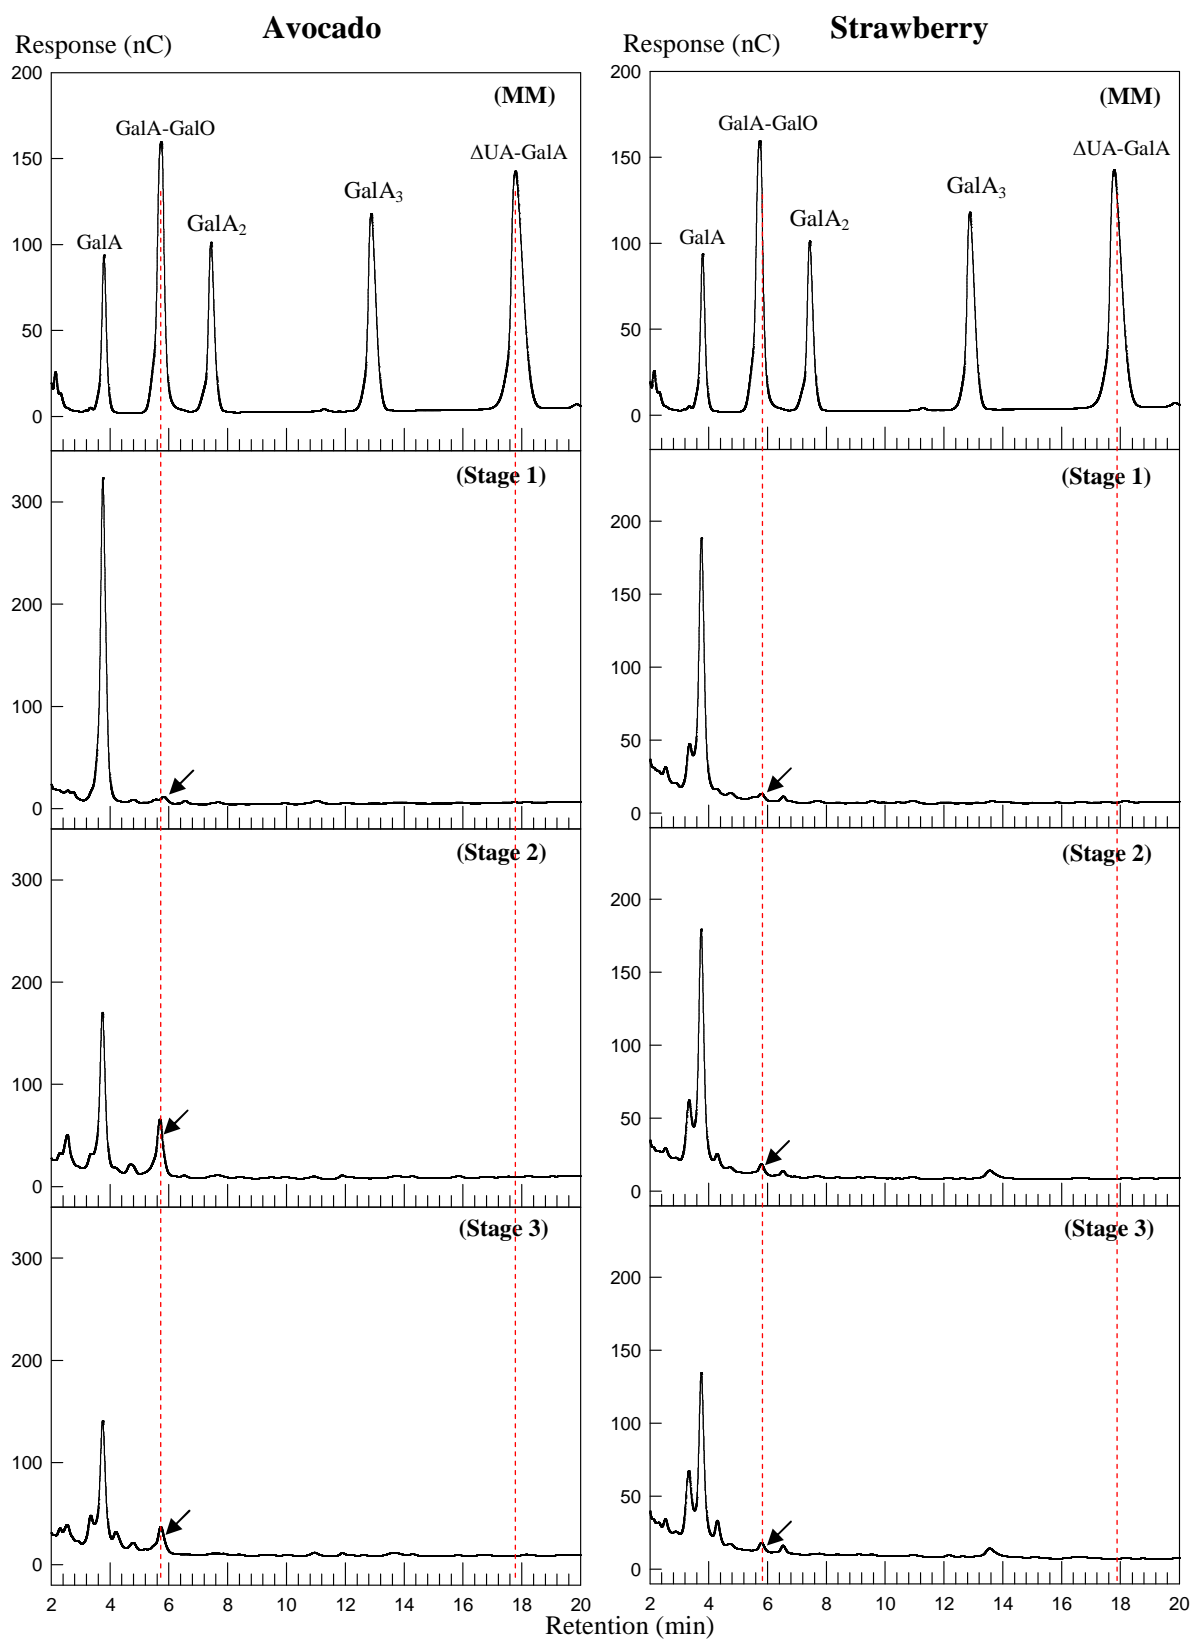 Avocado
Strawberry
Response (nC)
Response (nC)
200
150
100
50
0
(MM)
GalA
GalA-GalO
GalA₂
GalA₃
ΔUA-GalA
200
150
100
50
0
(MM)
GalA
GalA-GalO
GalA₂
GalA₃
ΔUA-GalA
300
200
100
0
(Stage 1)
200
150
100
50
0
(Stage 1)
300
200
100
0
(Stage 2)
200
150
100
50
0
(Stage 2)
300
200
100
0
(Stage 3)
200
150
100
50
0
(Stage 3)
2 4 6 8 10 12 14 16 18 20
2 4 6 8 10 12 14 16 18 20
Retention (min)